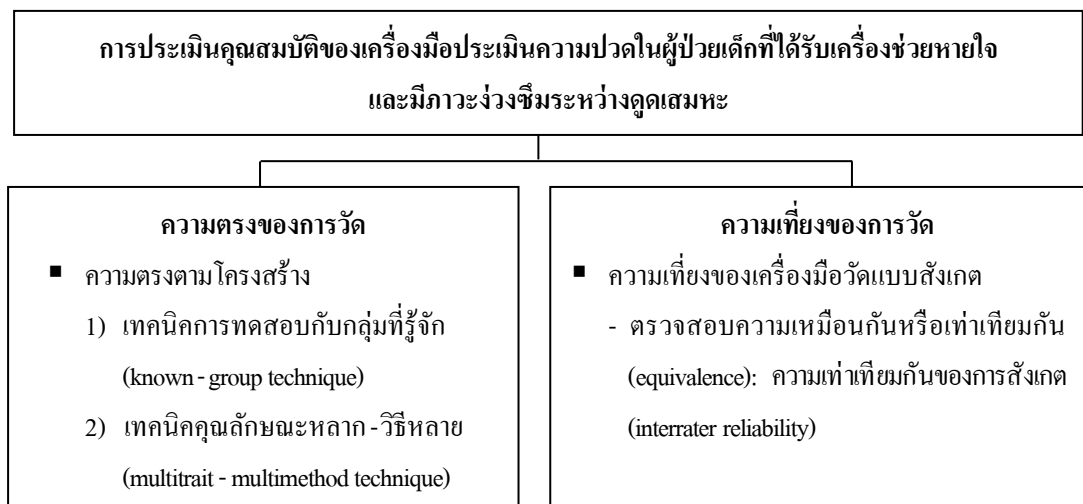 การประเมินคุณสมบัติของเครื่องมือประเมินความปวดในผู้ป่วยเด็กที่ได้รับเครื่องช่วยหายใจ
และมีภาวะง่วงซึมระหว่างดูดเสมหะ
ความตรงของการวัด
▪ ความตรงตามโครงสร้าง
1) เทคนิคการทดสอบกับกลุ่มที่รู้จัก
(known - group technique)
2) เทคนิคคุณลักษณะหลาก - วิธีหลาย
(multitrait - multimethod technique)
ความเที่ยงของการวัด
▪ ความเที่ยงของเครื่องมือวัดแบบสังเกต
- ตรวจสอบความเหมือนกันหรือเท่าเทียมกัน
(equivalence): ความเท่าเทียมกันของการสังเกต
(interrater reliability)